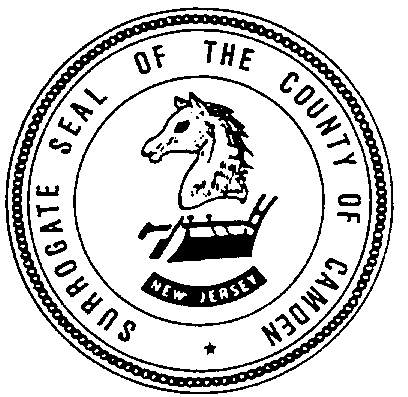 SURROGATE SEAL OF THE COUNTY OF CAMDEN
NEW JERSEY